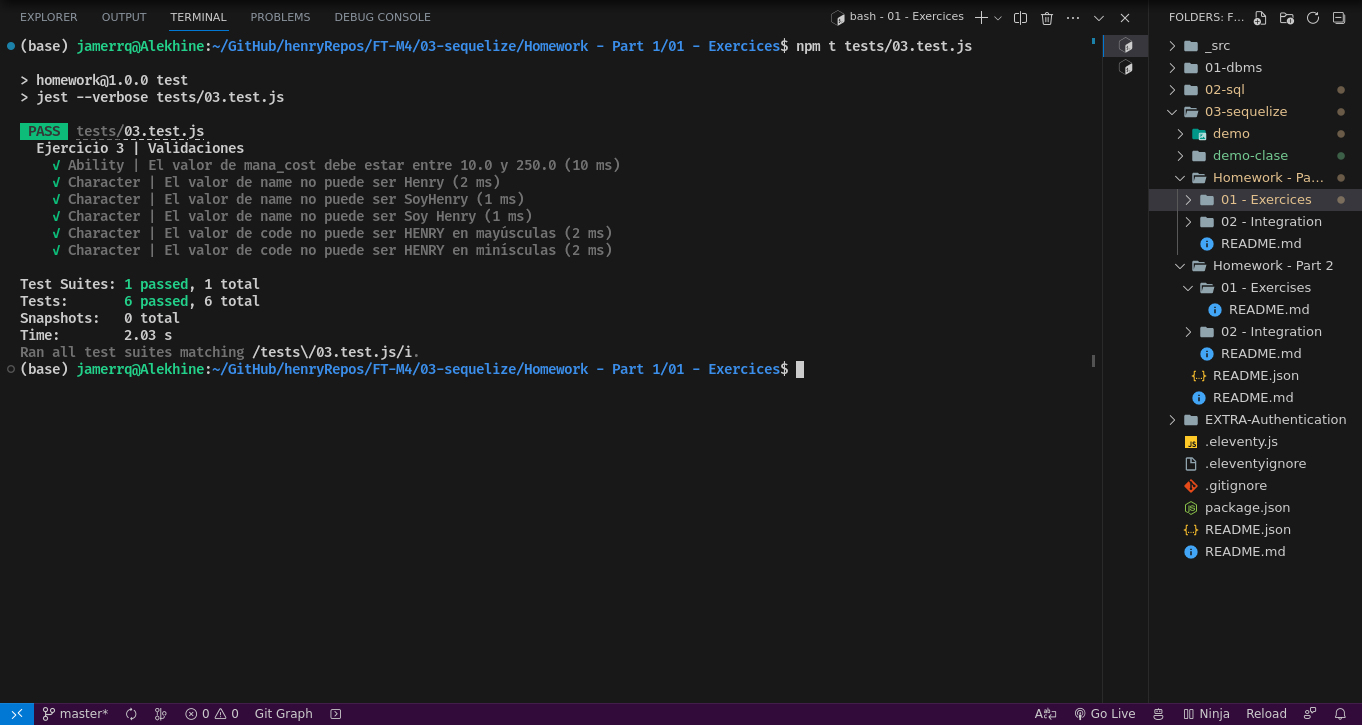 EXPLORER OUTPUT TERMINAL PROBLEMS DEBUG CONSOLE
bash - 01 - Exercices
(base) jamerrq@Alekhine:~/GitHub/henryRepos/FT-M4/03-sequelize/Homework - Part 1/01 - Exercices$ npm t tests/03.test.js
> homework@1.0.0 test
> jest --verbose tests/03.test.js
PASS tests/03.test.js
Ejercicio 3 | Validaciones
√ Ability | El valor de mana_cost debe estar entre 10.0 y 250.0 (10 ms)
√ Character | El valor de name no puede ser Henry (2 ms)
√ Character | El valor de name no puede ser SoyHenry (1 ms)
√ Character | El valor de name no puede ser Soy Henry (1 ms)
√ Character | El valor de code no puede ser HENRY en mayúsculas (2 ms)
√ Character | El valor de code no puede ser HENRY en minísculas (2 ms)
Test Suites: 1 passed, 1 total
Tests: 6 passed, 6 total
Snapshots: 0 total
Time: 2.03 s
Ran all test suites matching /tests\/03.test.js/i.
(base) jamerrq@Alekhine:~/GitHub/henryRepos/FT-M4/03-sequelize/Homework - Part 1/01 - Exercices$
FOLDERS: F...
_src
01-dbms
02-sql
03-sequelize
demo
demo-clase
Homework - Pa...
01 - Exercices
02 - Integration
README.md
Homework - Part 2
01 - Exercises
README.md
02 - Integration
README.md
README.json
README.md
EXTRA-Authentication
.eleventy.js
.eleventyignore
.gitignore
package.json
README.json
README.md
master* 0 0 Git Graph Go Live Ninja Reload